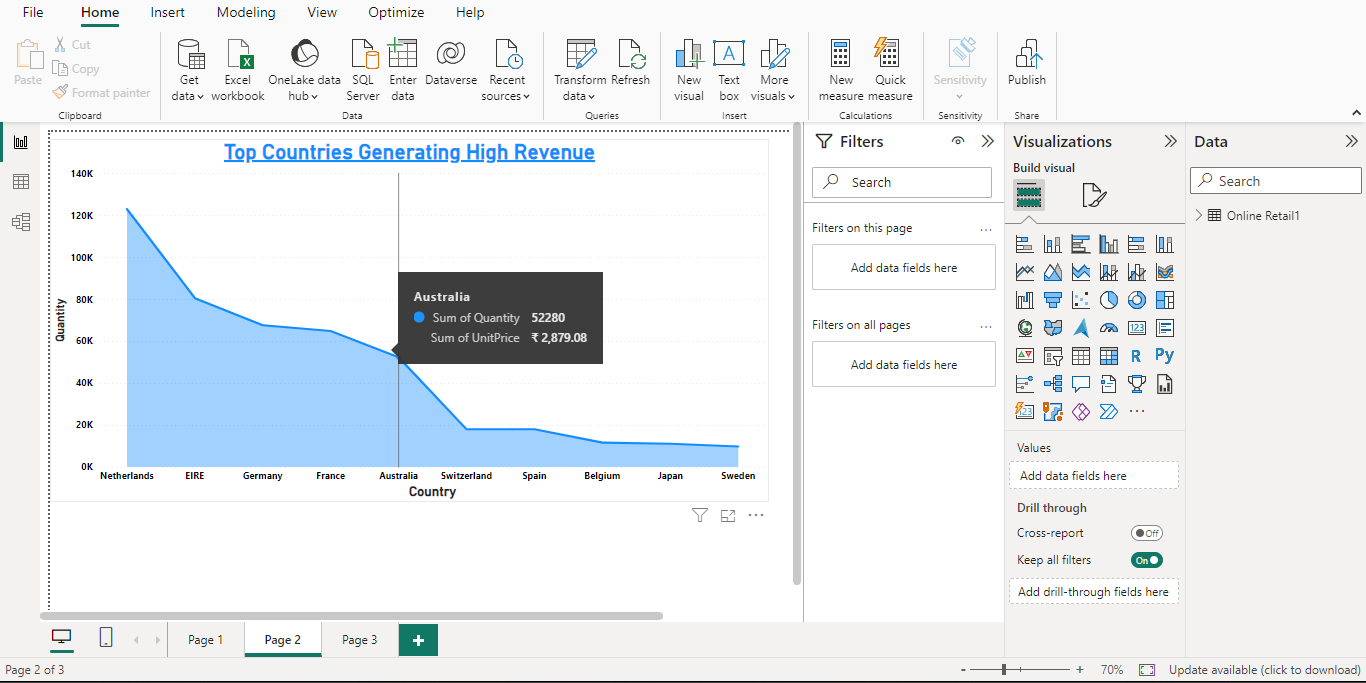 File Home Insert Modeling View Optimize Help
Paste
Cut
Copy
Format painter
Get data
Excel workbook
OneLake data hub
SQL Server
Enter data
Dataverse
Recent sources
Transform data
Refresh
New visual
Text box
More visuals
New measure
Quick measure
Sensitivity
Publish
Clipboard
Data
Queries
Insert
Calculations
Sensitivity
Share
Top Countries Generating High Revenue
140K
120K
100K
80K
60K
40K
20K
0K
Quantity
Australia
Sum of Quantity 52280
Sum of UnitPrice ₹ 2,879.08
Netherlands EIRE Germany France Australia Switzerland Spain Belgium Japan Sweden
Country
Filters
Search
Filters on this page ...
Add data fields here
Filters on all pages ...
Add data fields here
Visualizations
Build visual
123
R
Py
123
...
Values
Add data fields here
Drill through
Cross-report Off
Keep all filters On
Add drill-through fields here
Data
Search
Online Retail1
Page 1 Page 2 Page 3 +
Page 2 of 3
- + 70% Update available (click to download)